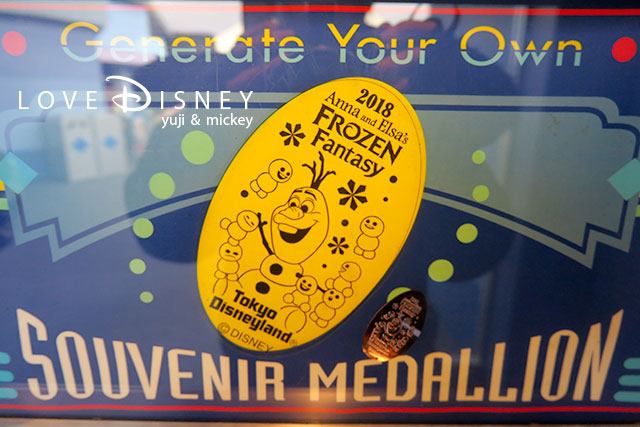 Generate Your Own
LOVE DISNEY
yuji & mickey
2018
Anna and Elsa's
FROZEN
Fantasy
Tokyo
Disneyland
©DISNEY
SOUVENIR MEDALLION